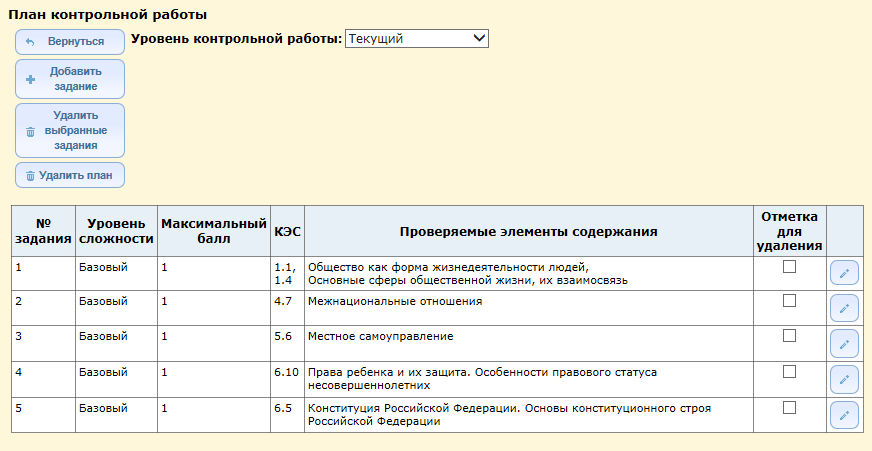 План контрольной работы
Вернуться
Уровень контрольной работы: Текущий
Добавить
задание
Удалить
выбранные
задания
Удалить план
№ задания Уровень сложности Максимальный балл КЭС Проверяемые элементы содержания Отметка для удаления
1 Базовый 1 1.1, Общество как форма жизнедеятельности людей,
1.4 Основные сферы общественной жизни, их взаимосвязь
2 Базовый 1 4.7 Межнациональные отношения
3 Базовый 1 5.6 Местное самоуправление
4 Базовый 1 6.10 Права ребенка и их защита. Особенности правового статуса
несовершеннолетних
5 Базовый 1 6.5 Конституция Российской Федерации. Основы конституционного строя
Российской Федерации